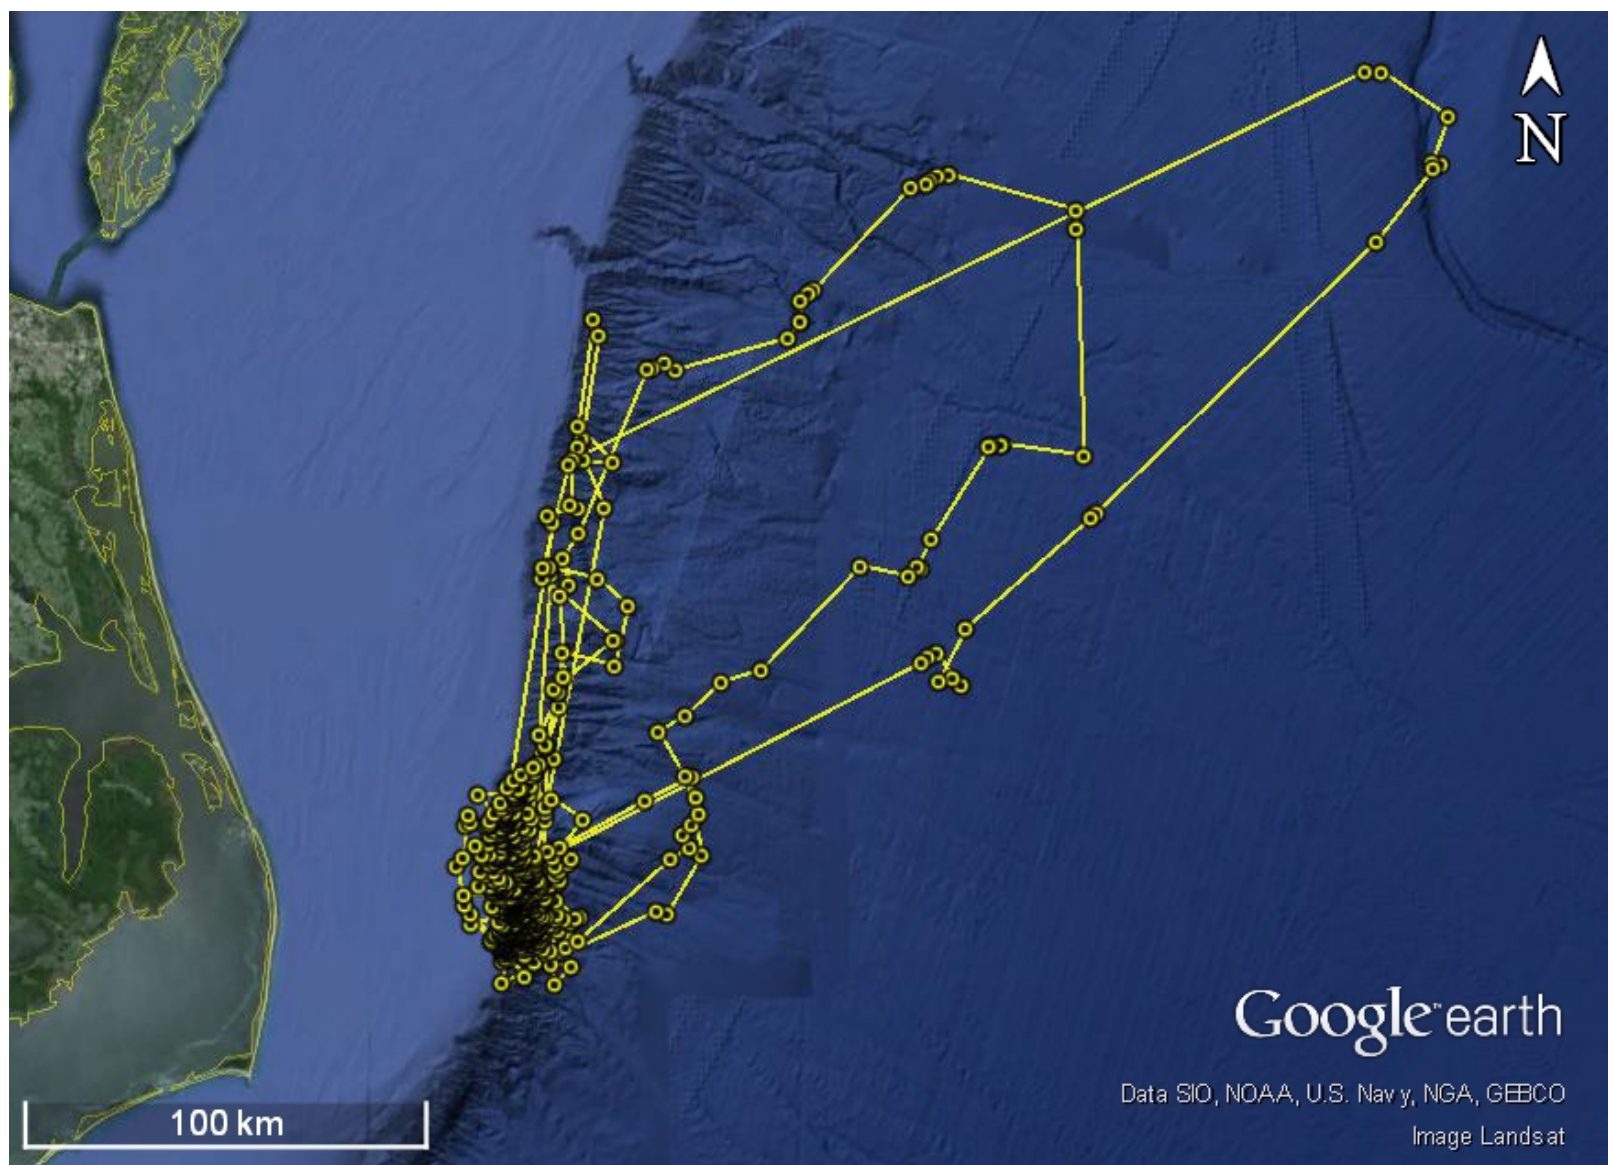 N
Google earth
Data SIO, NOAA, U.S. Navy, NGA, GEBCO
Image Landsat
100 km